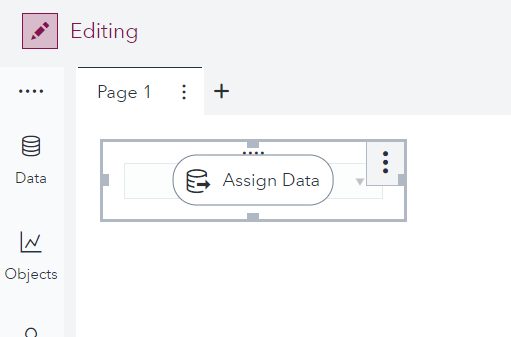 Editing
Page 1
Data
Assign Data
Objects